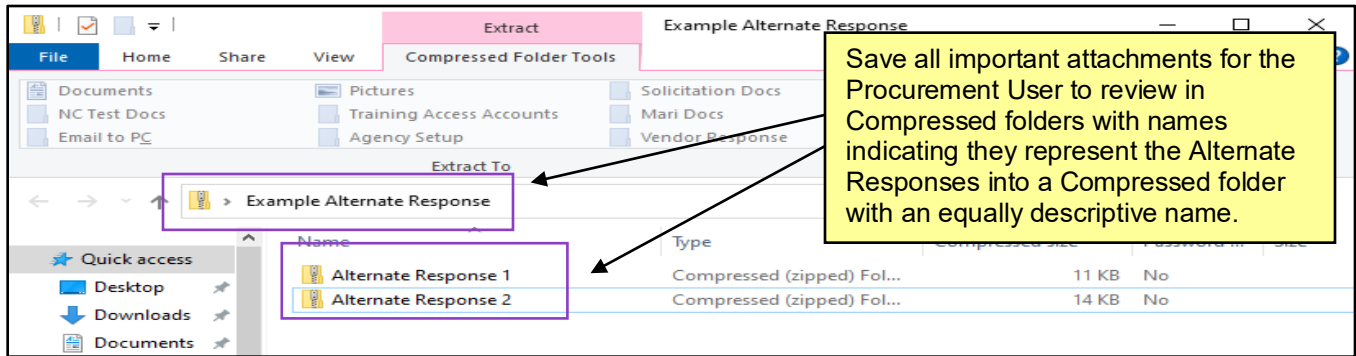 Extract
Example Alternate Response
File Home Share View Compressed Folder Tools
Documents Pictures Solicitation Docs
NC Test Docs Training Access Accounts Mari Docs
Email to PC Agency Setup Vendor Response
Extract To
Save all important attachments for the
Procurement User to review in
Compressed folders with names
indicating they represent the Alternate
Responses into a Compressed folder
with an equally descriptive name.
Example Alternate Response
Name Type
Quick access
Alternate Response 1 Compressed (zipped) Fol... 11 KB No
Desktop
Alternate Response 2 Compressed (zipped) Fol... 14 KB No
Downloads
Documents